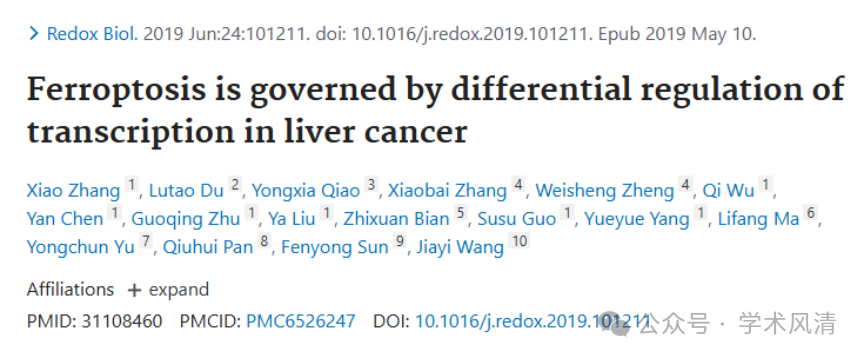 > Redox Biol. 2019 Jun:24:101211. doi: 10.1016/j.redox.2019.101211. Epub 2019 May 10.
Ferroptosis is governed by differential regulation of
transcription in liver cancer
Xiao Zhang 1, Lutao Du 2, Yongxia Qiao 3, Xiaobai Zhang 4, Weisheng Zheng 4, Qi Wu 1,
Yan Chen 1, Guoqing Zhu 1, Ya Liu 1, Zhixuan Bian 5, Susu Guo 1, Yueyue Yang 1, Lifang Ma 6,
Yongchun Yu 7, Qiuhui Pan 8, Fenyong Sun 9, Jiayi Wang 10
Affiliations + expand
PMID: 31108460 PMCID: PMC6526247 DOI: 10.1016/j.redox.2019.101211
公众号 · 学术风清